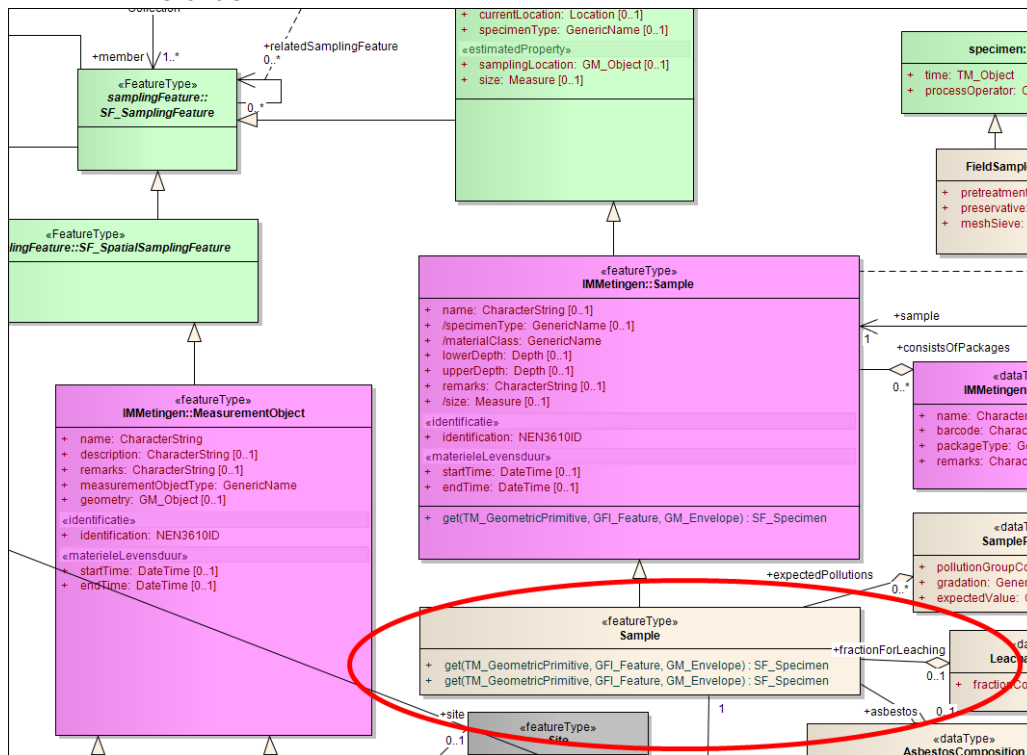 +member
1..*
+relatedSamplingFeature
0..*
0..*
«FeatureType»
samplingFeature::
SF_SamplingFeature
+ currentLocation: Location [0..1]
+ specimenType: GenericName [0..1]
«estimatedProperty»
+ samplingLocation: GM_Object [0..1]
+ size: Measure [0..1]
specimen:
+ time: TM_Object
+ processOperator:
FieldSampl
+ pretreatment
+ preservative:
+ meshSieve:
«FeatureType»
lingFeature::SF_SpatialSamplingFeature
«featureType»
IMMetingen::Sample
+ name: CharacterString [0..1]
+ /specimenType: GenericName [0..1]
+ /materialClass: GenericName
+ lowerDepth: Depth [0..1]
+ upperDepth: Depth [0..1]
+ remarks: CharacterString [0..1]
+ /size: Measure [0..1]
«identificatie»
+ identification: NEN3610ID
«materieleLevensduur»
+ startTime: DateTime [0..1]
+ endTime: DateTime [0..1]
+ get(TM_GeometricPrimitive, GFI_Feature, GM_Envelope) : SF_Specimen
+sample
1
+consistsOfPackages
0..*
«dataT
IMMetingen
+ name: Character
+ barcode: Charac
+ packageType: Ge
+ remarks: Charac
«featureType»
IMMetingen::MeasurementObject
+ name: CharacterString
+ description: CharacterString [0..1]
+ remarks: CharacterString [0..1]
+ measurementObjectType: GenericName
+ geometry: GM_Object [0..1]
«identificatie»
+ identification: NEN3610ID
«materieleLevensduur»
+ startTime: DateTime [0..1]
+ endTime: DateTime [0..1]
+expectedPollutions
0..*
«dataT
SampleP
+ pollutionGroupCo
+ gradation: Gener
+ expectedValue:
«featureType»
Sample
+ get(TM_GeometricPrimitive, GFI_Feature, GM_Envelope) : SF_Specimen
+ get(TM_GeometricPrimitive, GFI_Feature, GM_Envelope) : SF_Specimen
+fractionForLeaching
0..1
«da
Leacha
+ fractionCo
+site
0..1
1
+asbestos
0..1
«featureType»
Site
«dataType»
AsbestosComposition